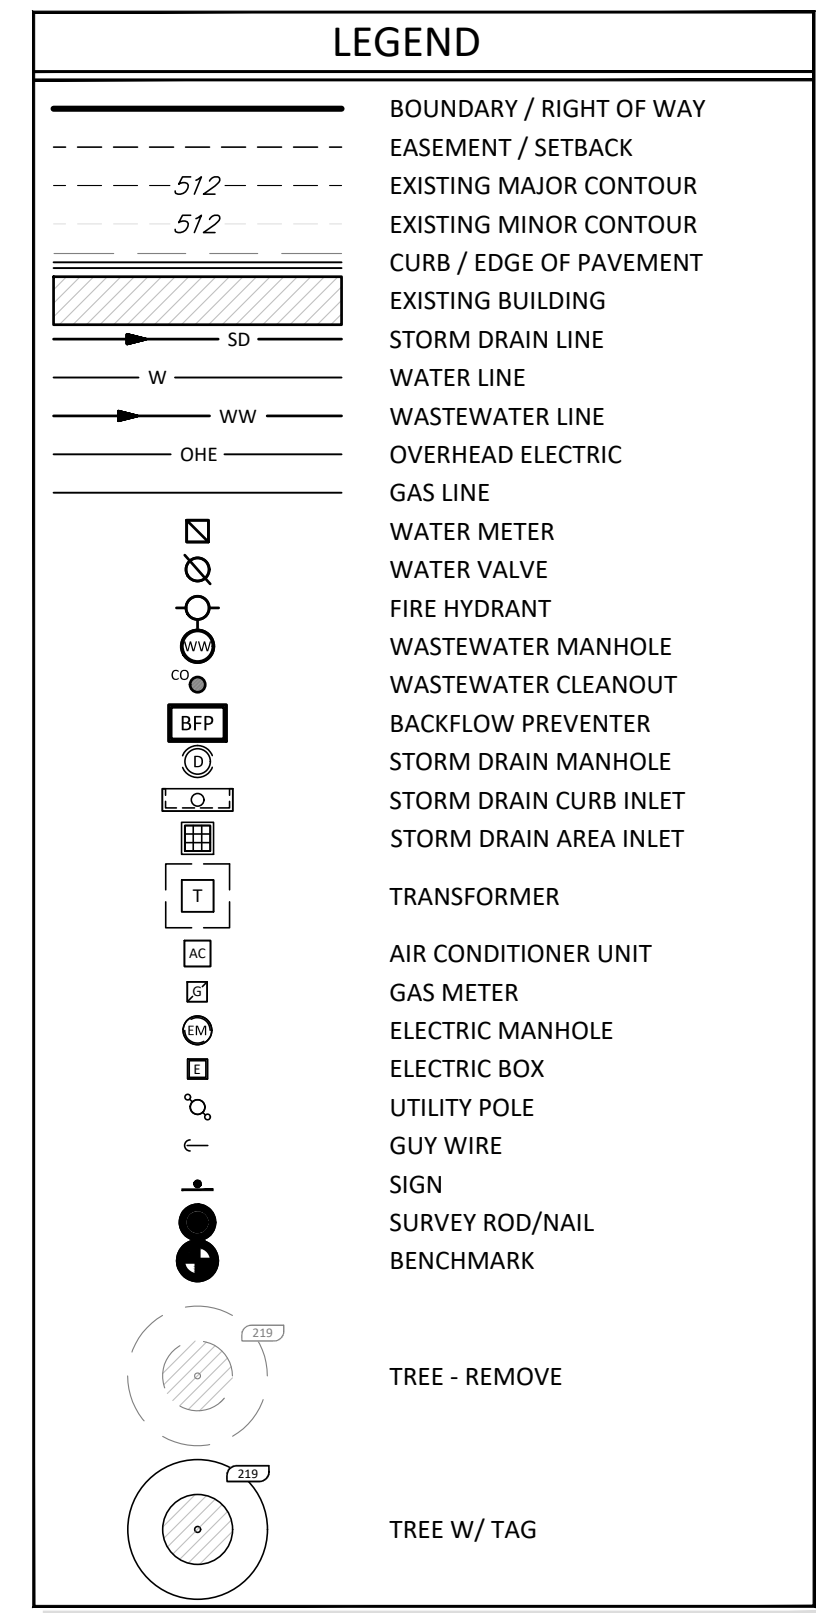 LEGEND
BOUNDARY / RIGHT OF WAY
EASEMENT / SETBACK
512 EXISTING MAJOR CONTOUR
512 EXISTING MINOR CONTOUR
CURB / EDGE OF PAVEMENT
EXISTING BUILDING
SD STORM DRAIN LINE
W WATER LINE
WW WASTEWATER LINE
OHE OVERHEAD ELECTRIC
GAS LINE
WATER METER
WATER VALVE
FIRE HYDRANT
WW WASTEWATER MANHOLE
CO WASTEWATER CLEANOUT
BFP BACKFLOW PREVENTER
D STORM DRAIN MANHOLE
STORM DRAIN CURB INLET
STORM DRAIN AREA INLET
T TRANSFORMER
AC AIR CONDITIONER UNIT
G GAS METER
EM ELECTRIC MANHOLE
E ELECTRIC BOX
UTILITY POLE
GUY WIRE
SIGN
SURVEY ROD/NAIL
BENCHMARK
219
TREE - REMOVE
219
TREE W/ TAG